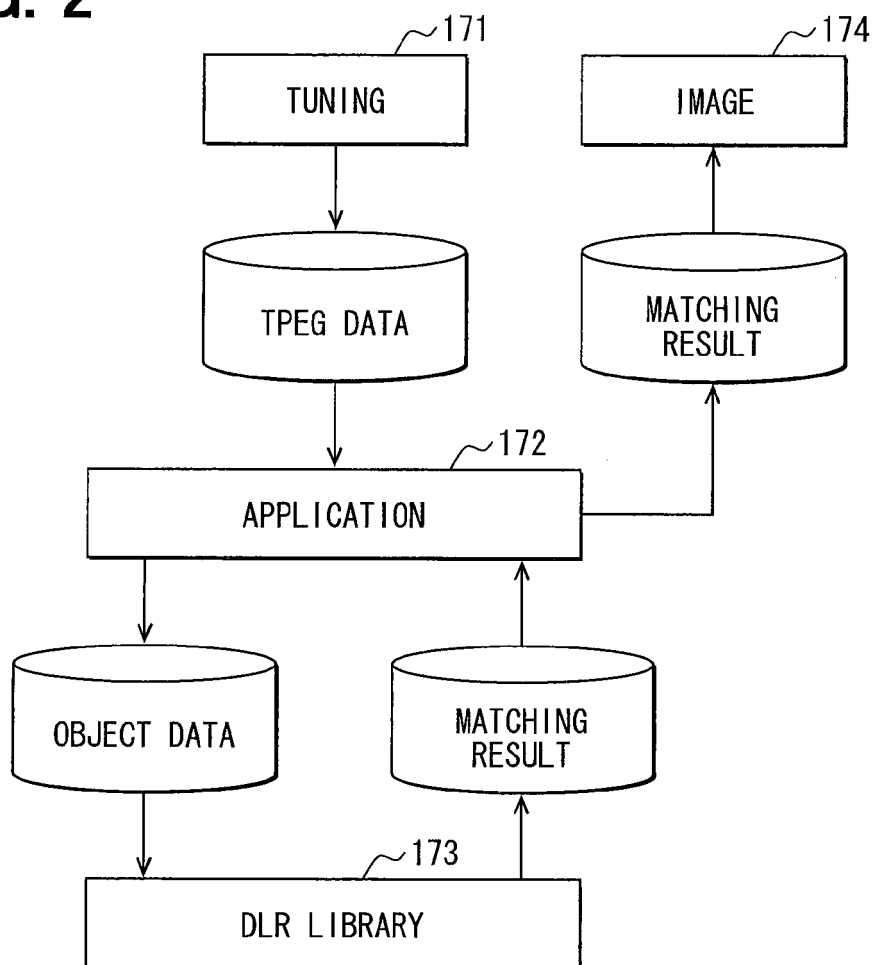 G. 2
171
174
TUNING
IMAGE
TPEG DATA
MATCHING
RESULT
172
APPLICATION
OBJECT DATA
MATCHING
RESULT
173
DLR LIBRARY